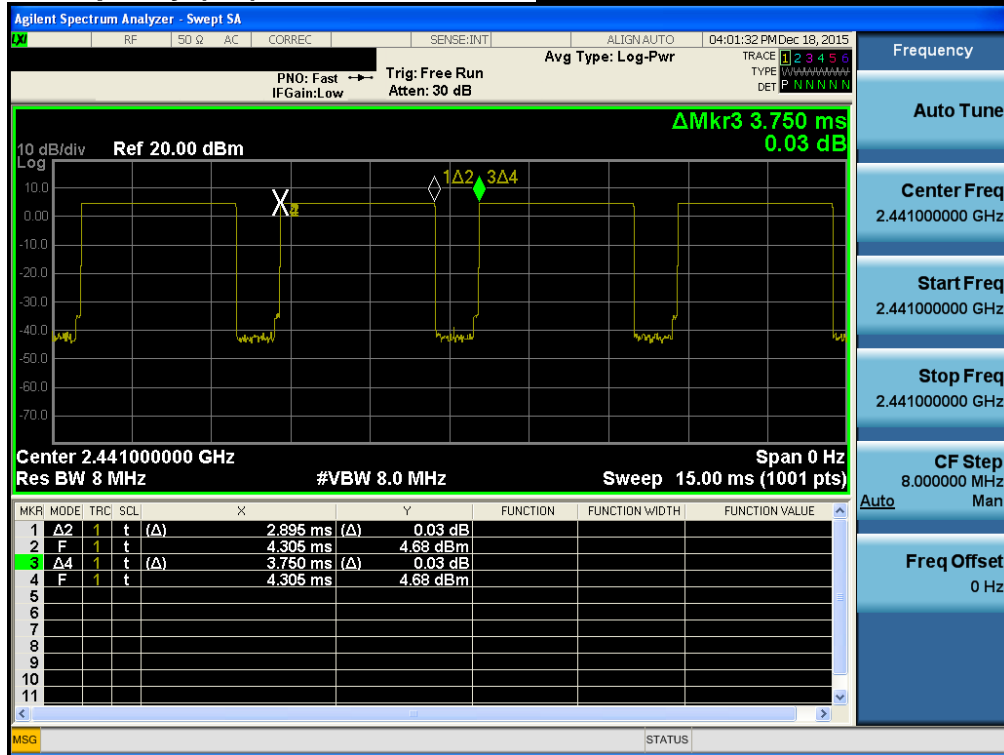 Agilent Spectrum Analyzer - Swept SA
LXI RF 50 Ω AC CORREC SENSE:INT ALIGNAUTO 04:01:32 PM Dec 18, 2015
Frequency
Avg Type: Log-Pwr TRACE 1 2 3 4 5 6
PNO: Fast Trig: Free Run TYPE WWWWWW
IFGain:Low Atten: 30 dB DET P N N N N N
Auto Tune
ΔMkr3 3.750 ms
0.03 dB
10 dB/div Ref 20.00 dBm
Log
1Δ2 3Δ4
10.0
0.00
-10.0
-20.0
-30.0
-40.0
-50.0
-60.0
-70.0
Center Freq
2.441000000 GHz
Start Freq
2.441000000 GHz
Stop Freq
2.441000000 GHz
Center 2.441000000 GHz Span 0 Hz
Res BW 8 MHz #VBW 8.0 MHz Sweep 15.00 ms (1001 pts)
CF Step
8.000000 MHz
Auto Man
MKR MODE TRC SCL X Y FUNCTION FUNCTION WIDTH FUNCTION VALUE
1 Δ2 1 t (Δ) 2.895 ms (Δ) 0.03 dB
2 F 1 t 4.305 ms 4.68 dBm
3 Δ4 1 t (Δ) 3.750 ms (Δ) 0.03 dB
4 F 1 t 4.305 ms 4.68 dBm
5
6
7
8
9
10
11
Freq Offset
0 Hz
MSG STATUS